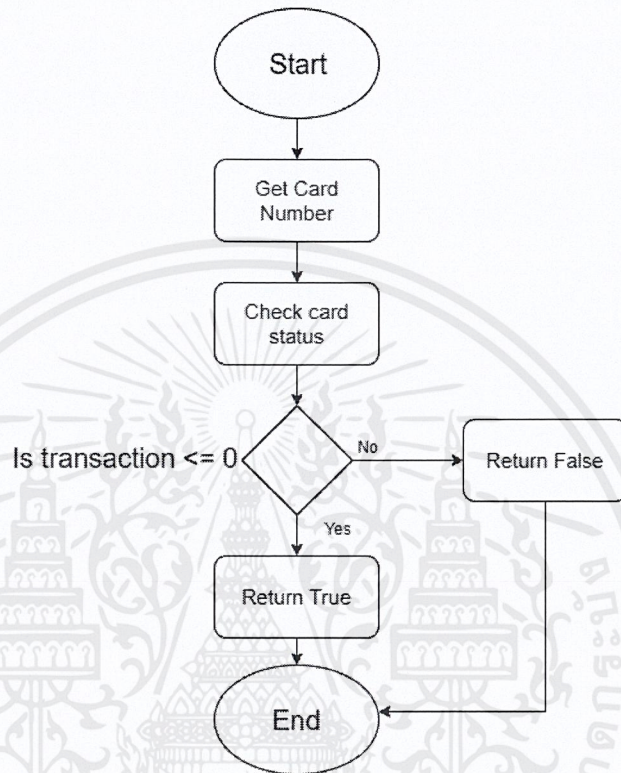 Start
Get Card
Number
Check card
status
Is transaction <= 0
No
Return False
Yes
Return True
End